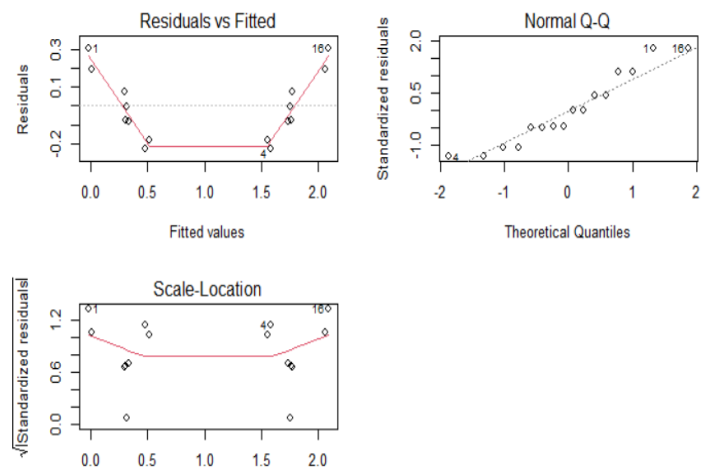 Residuals vs Fitted
Residuals
-0.2 0.1 0.3
1
16
4
0.0 0.5 1.0 1.5 2.0
Fitted values
Normal Q-Q
Standardized residuals
-1.0 0.5 2.0
1
16
4
-2 -1 0 1 2
Theoretical Quantiles
Scale-Location
√|Standardized residuals|
0.0 0.6 1.2
1
4
16
0.0 0.5 1.0 1.5 2.0